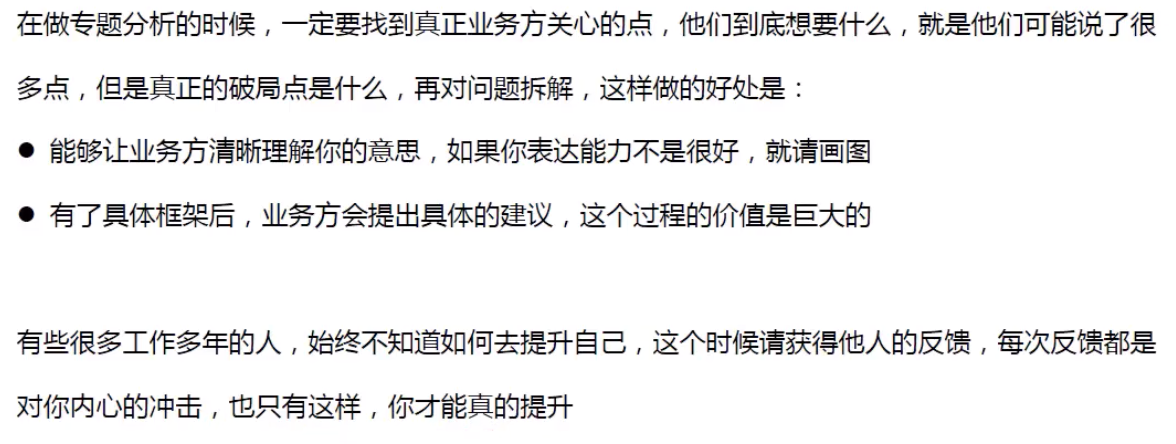 在做专题分析的时候，一定要找到真正业务方关心的点，他们到底想要什么，就是他们可能说了很
多点，但是真正的破局点是什么，再对问题拆解，这样做的好处是：
● 能够让业务方清晰理解你的意思，如果你表达能力不是很好，就请画图
● 有了具体框架后，业务方会提出具体的建议，这个过程的价值是巨大的
有些很多工作多年的人，始终不知道如何去提升自己，这个时候请获得他人的反馈，每次反馈都是
对你内心的冲击，也只有这样，你才能真的提升